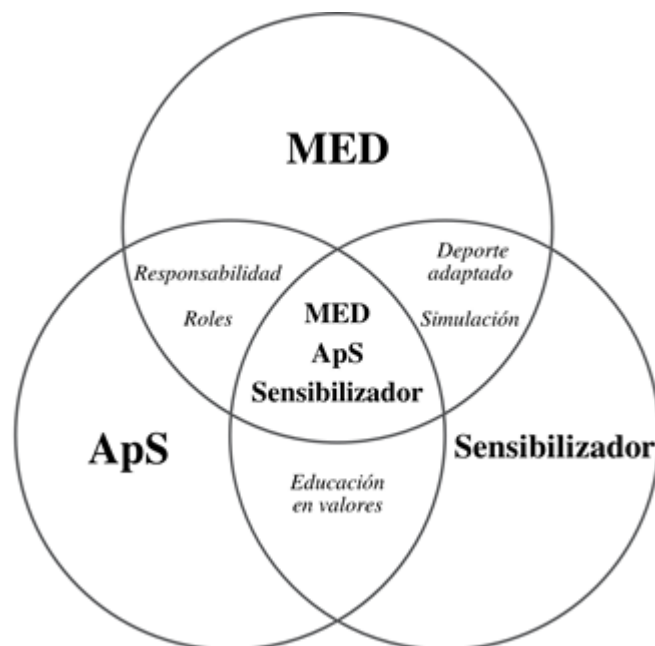 MED
Responsabilidad
Roles
Deporte
adaptado
Simulación
MED
ApS
Sensibilizador
ApS
Sensibilizador
Educación
en valores